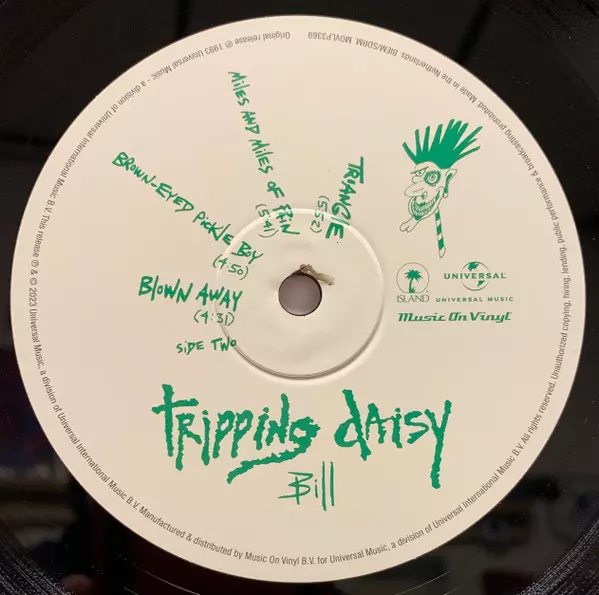 TRIANGLE
(5:52)
MILES AND MILES OF PAIN
(5:41)
BROWN-EYED PICKLE BOY
(4:50)
BLOWN AWAY
(4:31)
SIDE TWO
ISLAND
UNIVERSAL
UNIVERSAL MUSIC
Music On Vinyl
tRIPPING dAISY
Bill
Original release ℗ 1993 Universal Music - a division of Universal International Music B.V. This release ℗ & © 2023 Universal Music, a division of Universal International Music B.V. Manufactured & distributed by Music On Vinyl B.V. for Universal Music, a division of Universal International Music B.V. All rights reserved. Unauthorized copying, hiring, lending, public performance & broadcasting prohibited. Made in the Netherlands. BIEM/SDRM. MOVLP3369